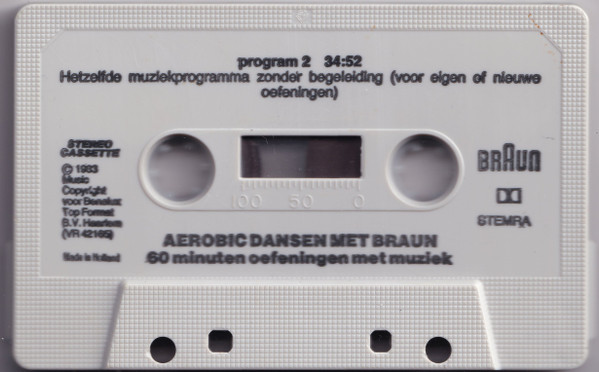 program 2 34:52
Hetzelfde muziekprogramma zonder begeleiding (voor eigen of nieuwe
oefeningen)
STEREO
CASSETTE
© 1983
Music
Copyright
voor Benelux
Top Format
B.V. Haarlem
(VR 42165)
Made in Holland
100 50 0
BRAUN
STEMRA
AEROBIC DANSEN MET BRAUN
60 minuten oefeningen met muziek